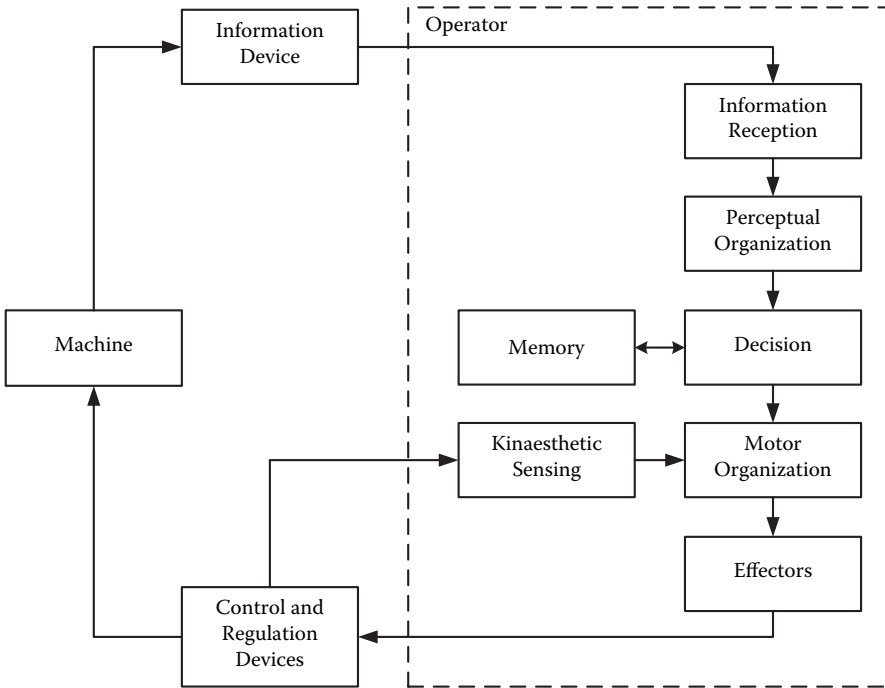 Information
Device
Operator
Information
Reception
Perceptual
Organization
Machine
Memory
Decision
Kinaesthetic
Sensing
Motor
Organization
Effectors
Control and
Regulation
Devices